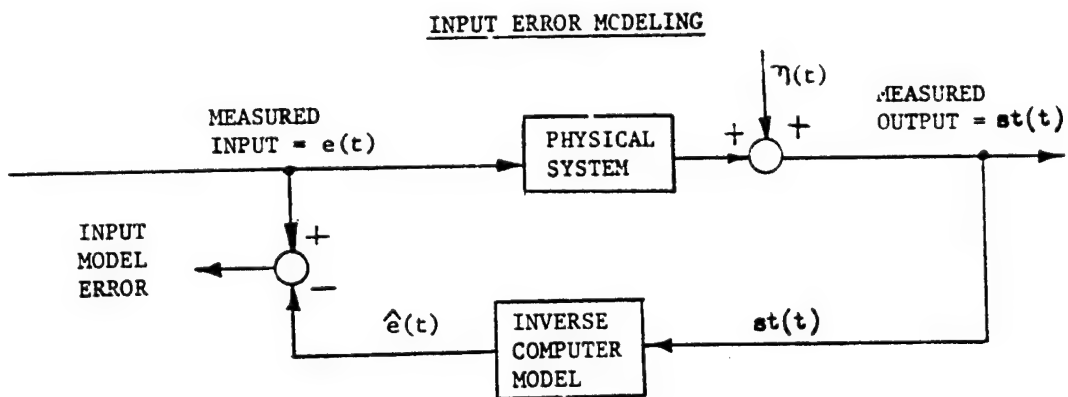 INPUT ERROR MCDELING
η(t)
MEASURED
INPUT = e(t)
MEASURED
OUTPUT = st(t)
PHYSICAL
SYSTEM
+ +
INPUT
MODEL
ERROR
+
−
ê(t)
INVERSE
COMPUTER
MODEL
st(t)